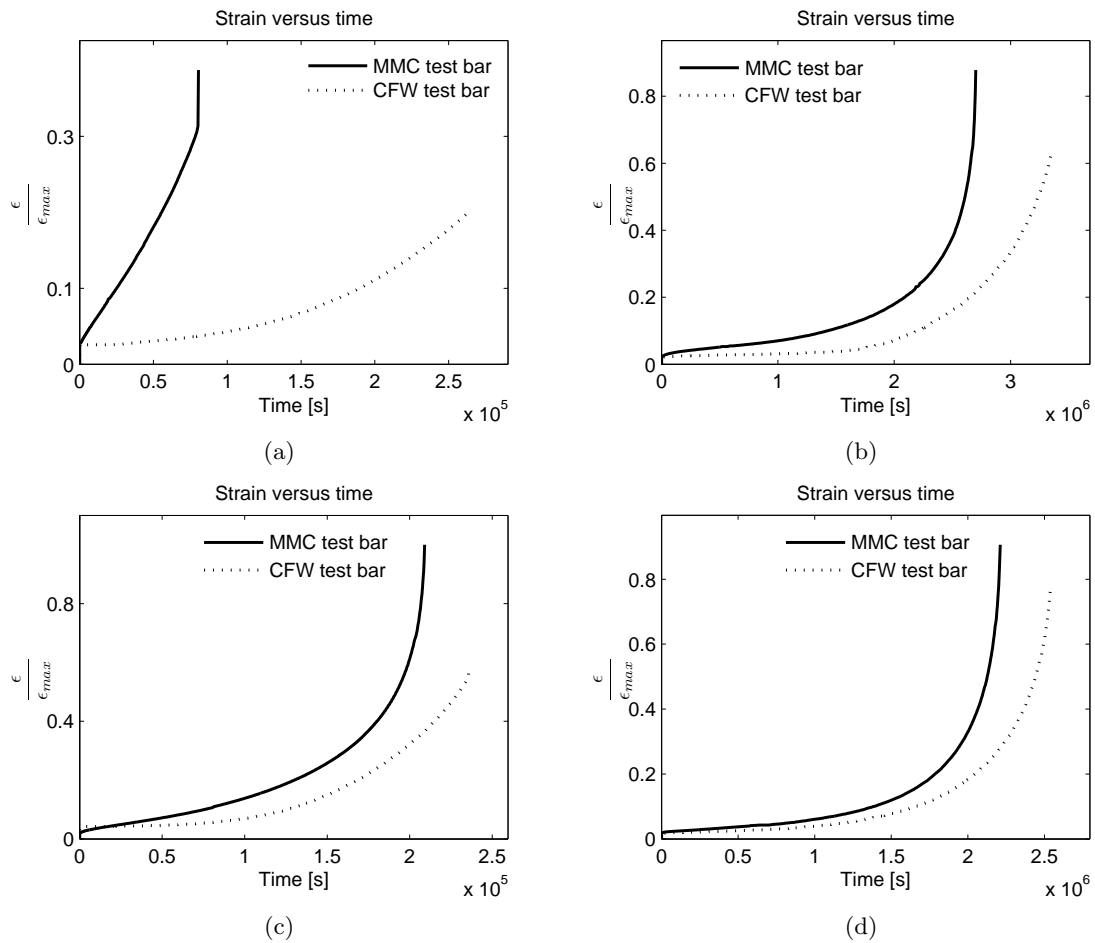 Strain versus time
MMC test bar
CFW test bar
0.3
0.1
0
ϵ
ϵmax
0 0.5 1 1.5 2 2.5
Time [s]
x 10^5
(a)
Strain versus time
MMC test bar
CFW test bar
0.8
0.6
0.4
0.2
0
ϵ
ϵmax
0 1 2 3
Time [s]
x 10^6
(b)
Strain versus time
MMC test bar
CFW test bar
0.8
0.4
0
ϵ
ϵmax
0 0.5 1 1.5 2 2.5
Time [s]
x 10^5
(c)
Strain versus time
MMC test bar
CFW test bar
0.8
0.6
0.4
0.2
0
ϵ
ϵmax
0 0.5 1 1.5 2 2.5
Time [s]
x 10^6
(d)